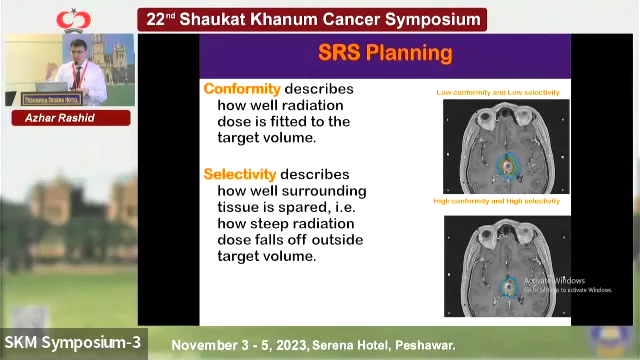 22nd Shaukat Khanum Cancer Symposium
PESHAWAR SERENA HOTEL
Azhar Rashid
SRS Planning
Conformity describes
how well radiation
dose is fitted to the
target volume.
Selectivity describes
how well surrounding
tissue is spared, i.e.
how steep radiation
dose falls off outside
target volume.
Low conformity and Low selectivity
High conformity and High selectivity
Activate Windows
Go to Settings to activate Windows.
SKM Symposium-3
November 3 - 5, 2023, Serena Hotel, Peshawar.